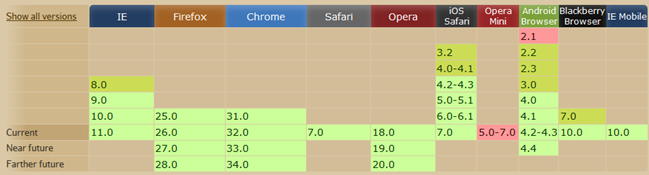 Show all versions IE Firefox Chrome Safari Opera iOS Safari Opera Mini Android Browser Blackberry Browser IE Mobile
2.1
3.2 2.2
4.0-4.1 2.3
8.0 4.2-4.3 3.0
9.0 5.0-5.1 4.0
10.0 25.0 31.0 6.0-6.1 4.1 7.0
Current 11.0 26.0 32.0 7.0 18.0 7.0 5.0-7.0 4.2-4.3 10.0 10.0
Near future 27.0 33.0 19.0 4.4
Farther future 28.0 34.0 20.0